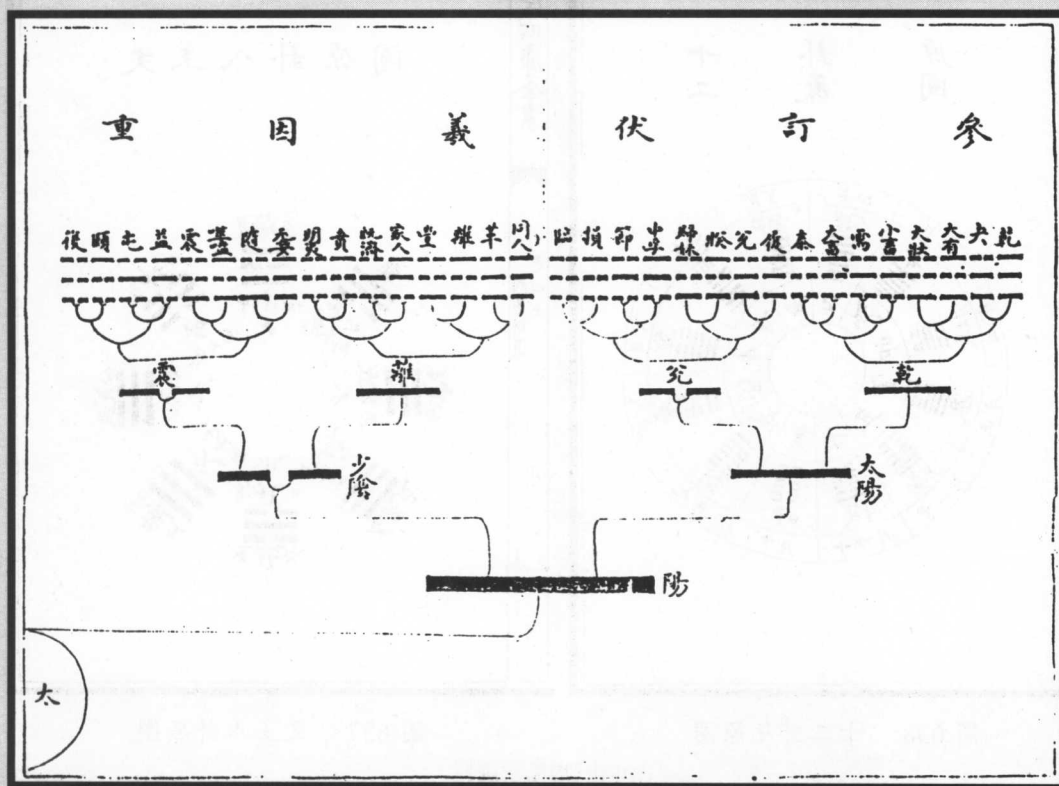 參訂伏義因重
乾 夬 大有 大壯 小畜 需 大畜 泰 履 兌 睽 歸妹 中孚 節 損 臨 同人 革 離 豐 家人 既濟 賁 明夷 无妄 隨 噬嗑 震 益 屯 頤 復
乾 兌 離 震
太陽 少陰
陽
太